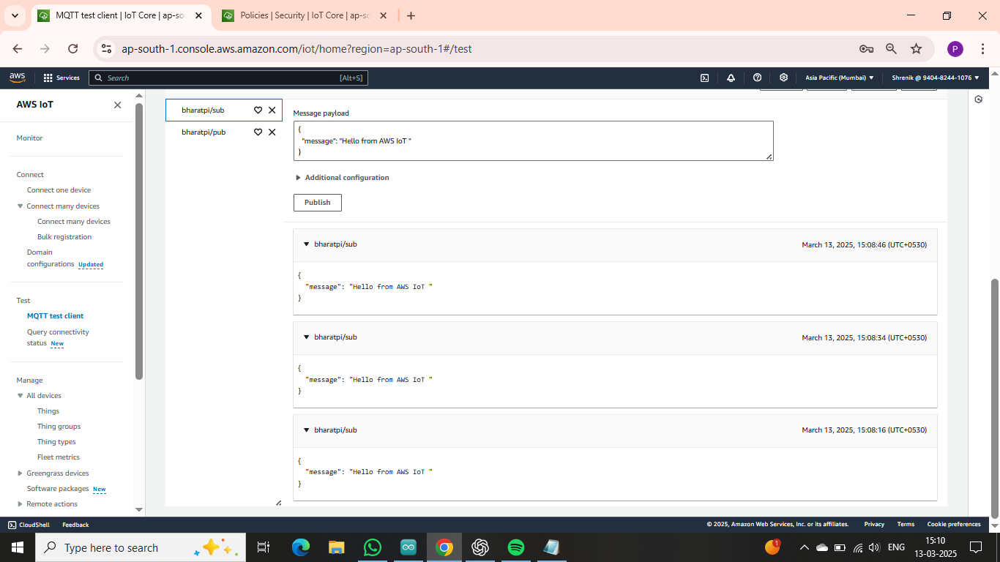 MQTT test client | IoT Core | ap-so
Policies | Security | IoT Core | ap-so
ap-south-1.console.aws.amazon.com/iot/home?region=ap-south-1#/test
P
aws
Services
Search
[Alt+S]
Asia Pacific (Mumbai)
Shrenik @ 9404-8244-1076
AWS IoT
Monitor
Connect
Connect one device
Connect many devices
Connect many devices
Bulk registration
Domain
configurations Updated
Test
MQTT test client
Query connectivity
status New
Manage
All devices
Things
Thing groups
Thing types
Fleet metrics
Greengrass devices
Software packages New
Remote actions
bharatpi/sub
bharatpi/pub
Message payload
{
"message": "Hello from AWS IoT "
}
Additional configuration
Publish
bharatpi/sub
March 13, 2025, 15:08:46 (UTC+0530)
{
"message": "Hello from AWS IoT "
}
bharatpi/sub
March 13, 2025, 15:08:34 (UTC+0530)
{
"message": "Hello from AWS IoT "
}
bharatpi/sub
March 13, 2025, 15:08:16 (UTC+0530)
{
"message": "Hello from AWS IoT "
}
CloudShell
Feedback
© 2025, Amazon Web Services, Inc. or its affiliates.
Privacy
Terms
Cookie preferences
Type here to search
1
ENG
15:10
13-03-2025